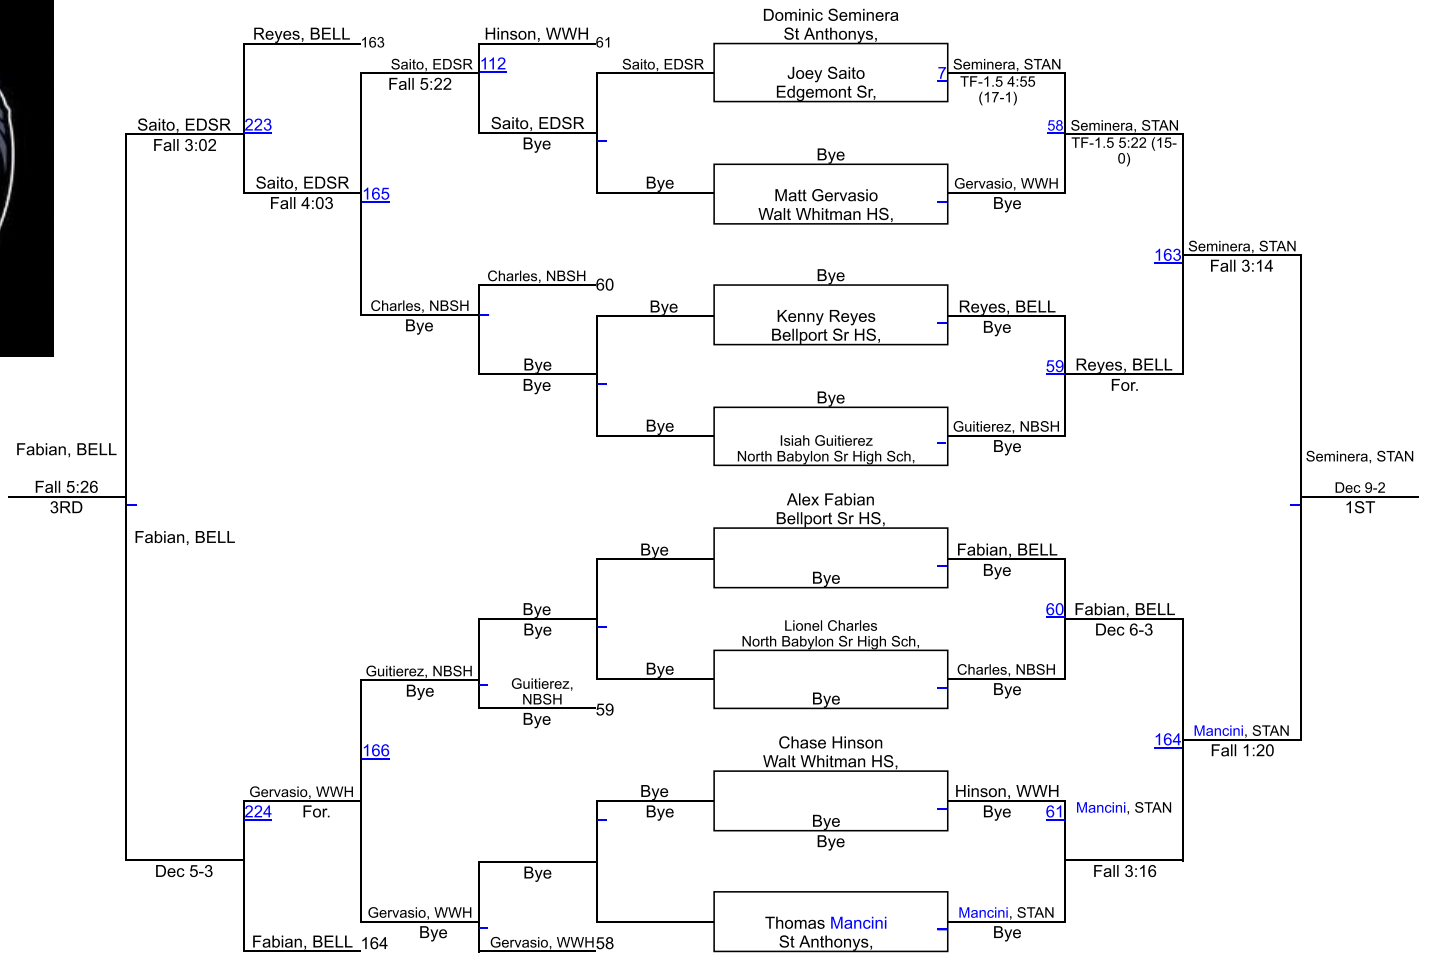 Dominic Seminera
St Anthonys,
Reyes, BELL
163
Hinson, WWH
61
Saito, EDSR
112
Fall 5:22
Saito, EDSR
Joey Saito
Edgemont Sr,
7
Seminera, STAN
TF-1.5 4:55
(17-1)
Saito, EDSR
223
Fall 3:02
Saito, EDSR
Bye
58
Seminera, STAN
TF-1.5 5:22 (15-
0)
Bye
Saito, EDSR
165
Fall 4:03
Bye
Matt Gervasio
Walt Whitman HS,
Gervasio, WWH
Bye
163
Seminera, STAN
Fall 3:14
Charles, NBSH
60
Bye
Charles, NBSH
Bye
Bye
Kenny Reyes
Bellport Sr HS,
Reyes, BELL
Bye
Bye
Bye
59
Reyes, BELL
For.
Bye
Bye
Isiah Guitierez
North Babylon Sr High Sch,
Guitierez, NBSH
Bye
Fabian, BELL
Fall 5:26
3RD
Fabian, BELL
Seminera, STAN
Dec 9-2
1ST
Alex Fabian
Bellport Sr HS,
Bye
Bye
Fabian, BELL
Bye
Bye
Bye
60
Fabian, BELL
Dec 6-3
Lionel Charles
North Babylon Sr High Sch,
Guitierez, NBSH
Bye
Guitierez,
NBSH
Bye
59
Bye
Bye
Charles, NBSH
Bye
166
164
Mancini, STAN
Fall 1:20
Chase Hinson
Walt Whitman HS,
Gervasio, WWH
224
For.
Bye
Bye
Bye
Bye
Hinson, WWH
Bye
61
Mancini, STAN
Dec 5-3
Bye
Fall 3:16
Gervasio, WWH
Bye
Thomas Mancini
St Anthonys,
Mancini, STAN
Bye
Fabian, BELL
164
Gervasio, WWH
58